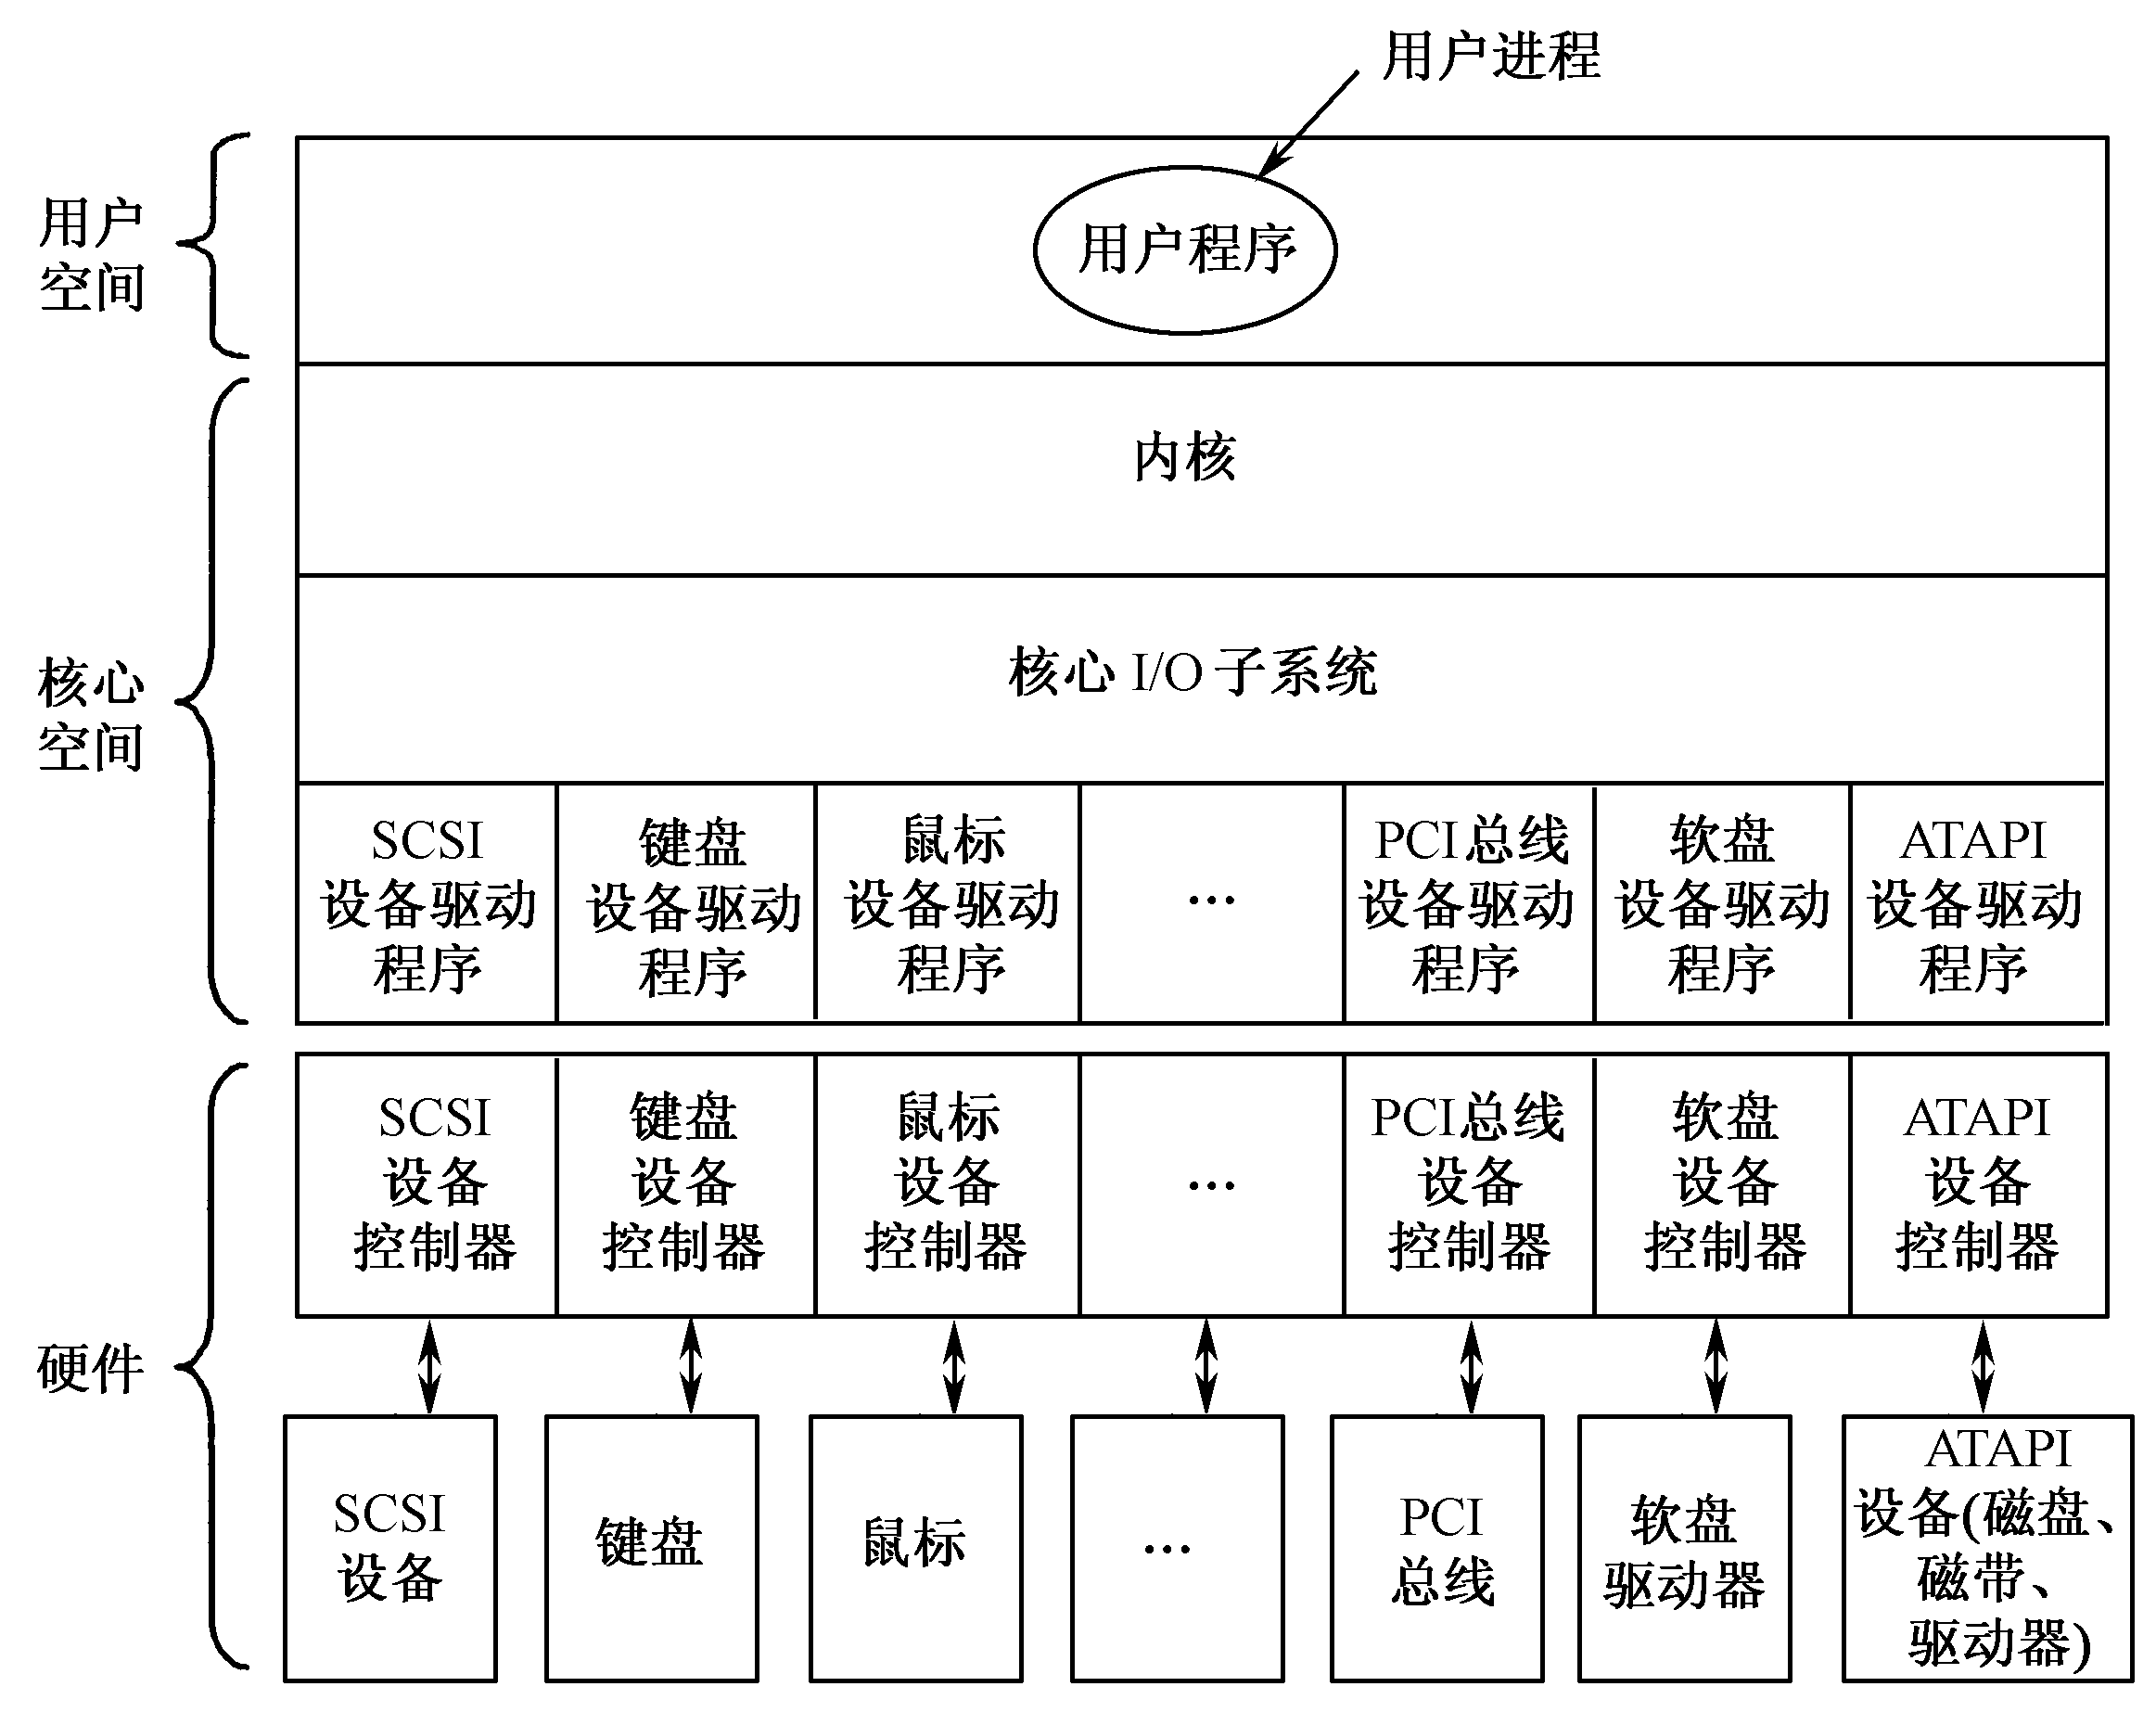 用户进程
用户
空间
用户程序
内核
核心
空间
核心 I/O 子系统
SCSI
设备驱动
程序
键盘
设备驱动
程序
鼠标
设备驱动
程序
…
PCI总线
设备驱动
程序
软盘
设备驱动
程序
ATAPI
设备驱动
程序
硬件
SCSI
设备
控制器
键盘
设备
控制器
鼠标
设备
控制器
…
PCI总线
设备
控制器
软盘
设备
控制器
ATAPI
设备
控制器
SCSI
设备
键盘
鼠标
…
PCI
总线
软盘
驱动器
ATAPI
设备(磁盘、
磁带、
驱动器)